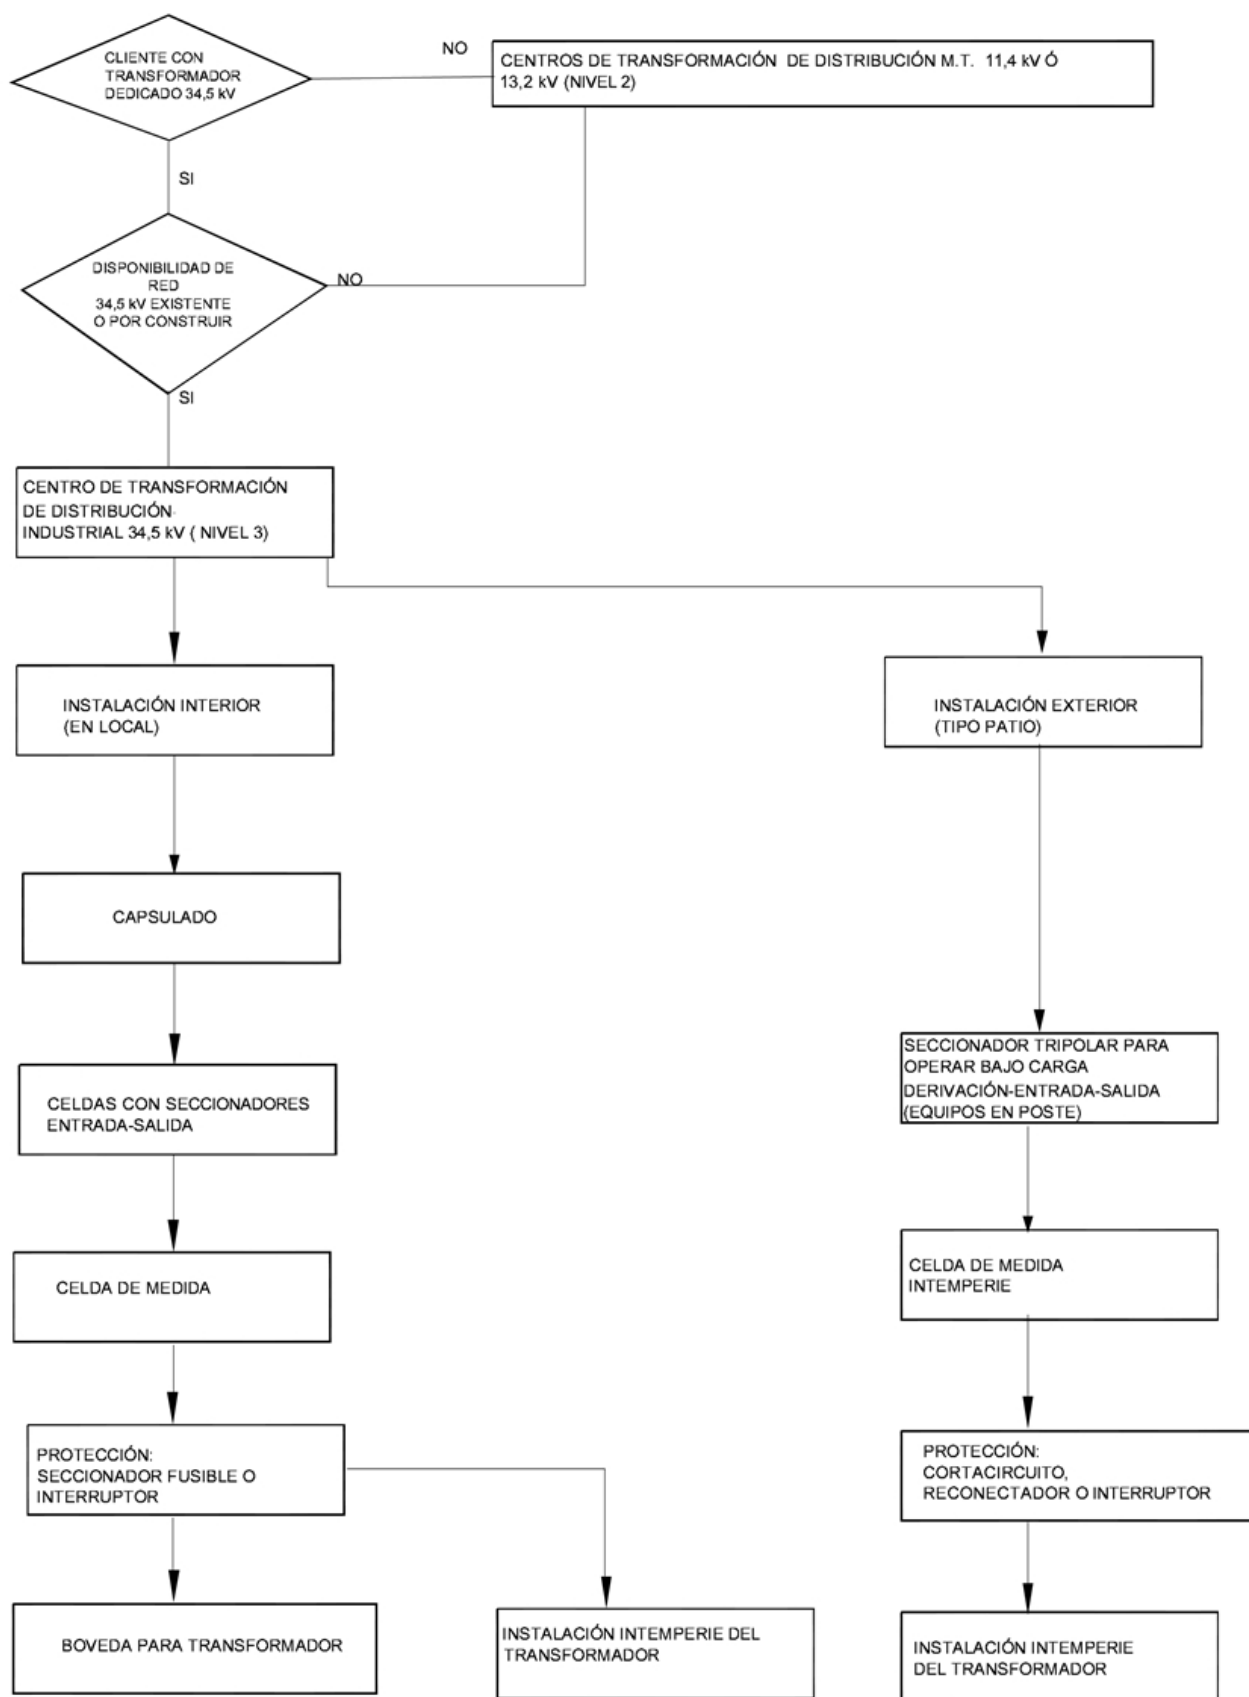 CLIENTE CON
TRANSFORMADOR
DEDICADO 34,5 kV
NO
CENTROS DE TRANSFORMACIÓN DE DISTRIBUCIÓN M.T. 11,4 kV Ó
13,2 kV (NIVEL 2)
SI
DISPONIBILIDAD DE
RED
34,5 kV EXISTENTE
O POR CONSTRUIR
NO
SI
CENTRO DE TRANSFORMACIÓN
DE DISTRIBUCIÓN
INDUSTRIAL 34,5 kV ( NIVEL 3)
INSTALACIÓN INTERIOR
(EN LOCAL)
INSTALACIÓN EXTERIOR
(TIPO PATIO)
CAPSULADO
SECCIONADOR TRIPOLAR PARA
OPERAR BAJO CARGA
DERIVACIÓN-ENTRADA-SALIDA
(EQUIPOS EN POSTE)
CELDAS CON SECCIONADORES
ENTRADA-SALIDA
CELDA DE MEDIDA
CELDA DE MEDIDA
INTEMPERIE
PROTECCIÓN:
SECCIONADOR FUSIBLE O
INTERRUPTOR
PROTECCIÓN:
CORTACIRCUITO,
RECONECTADOR O INTERRUPTOR
BOVEDA PARA TRANSFORMADOR
INSTALACIÓN INTEMPERIE DEL
TRANSFORMADOR
INSTALACIÓN INTEMPERIE
DEL TRANSFORMADOR